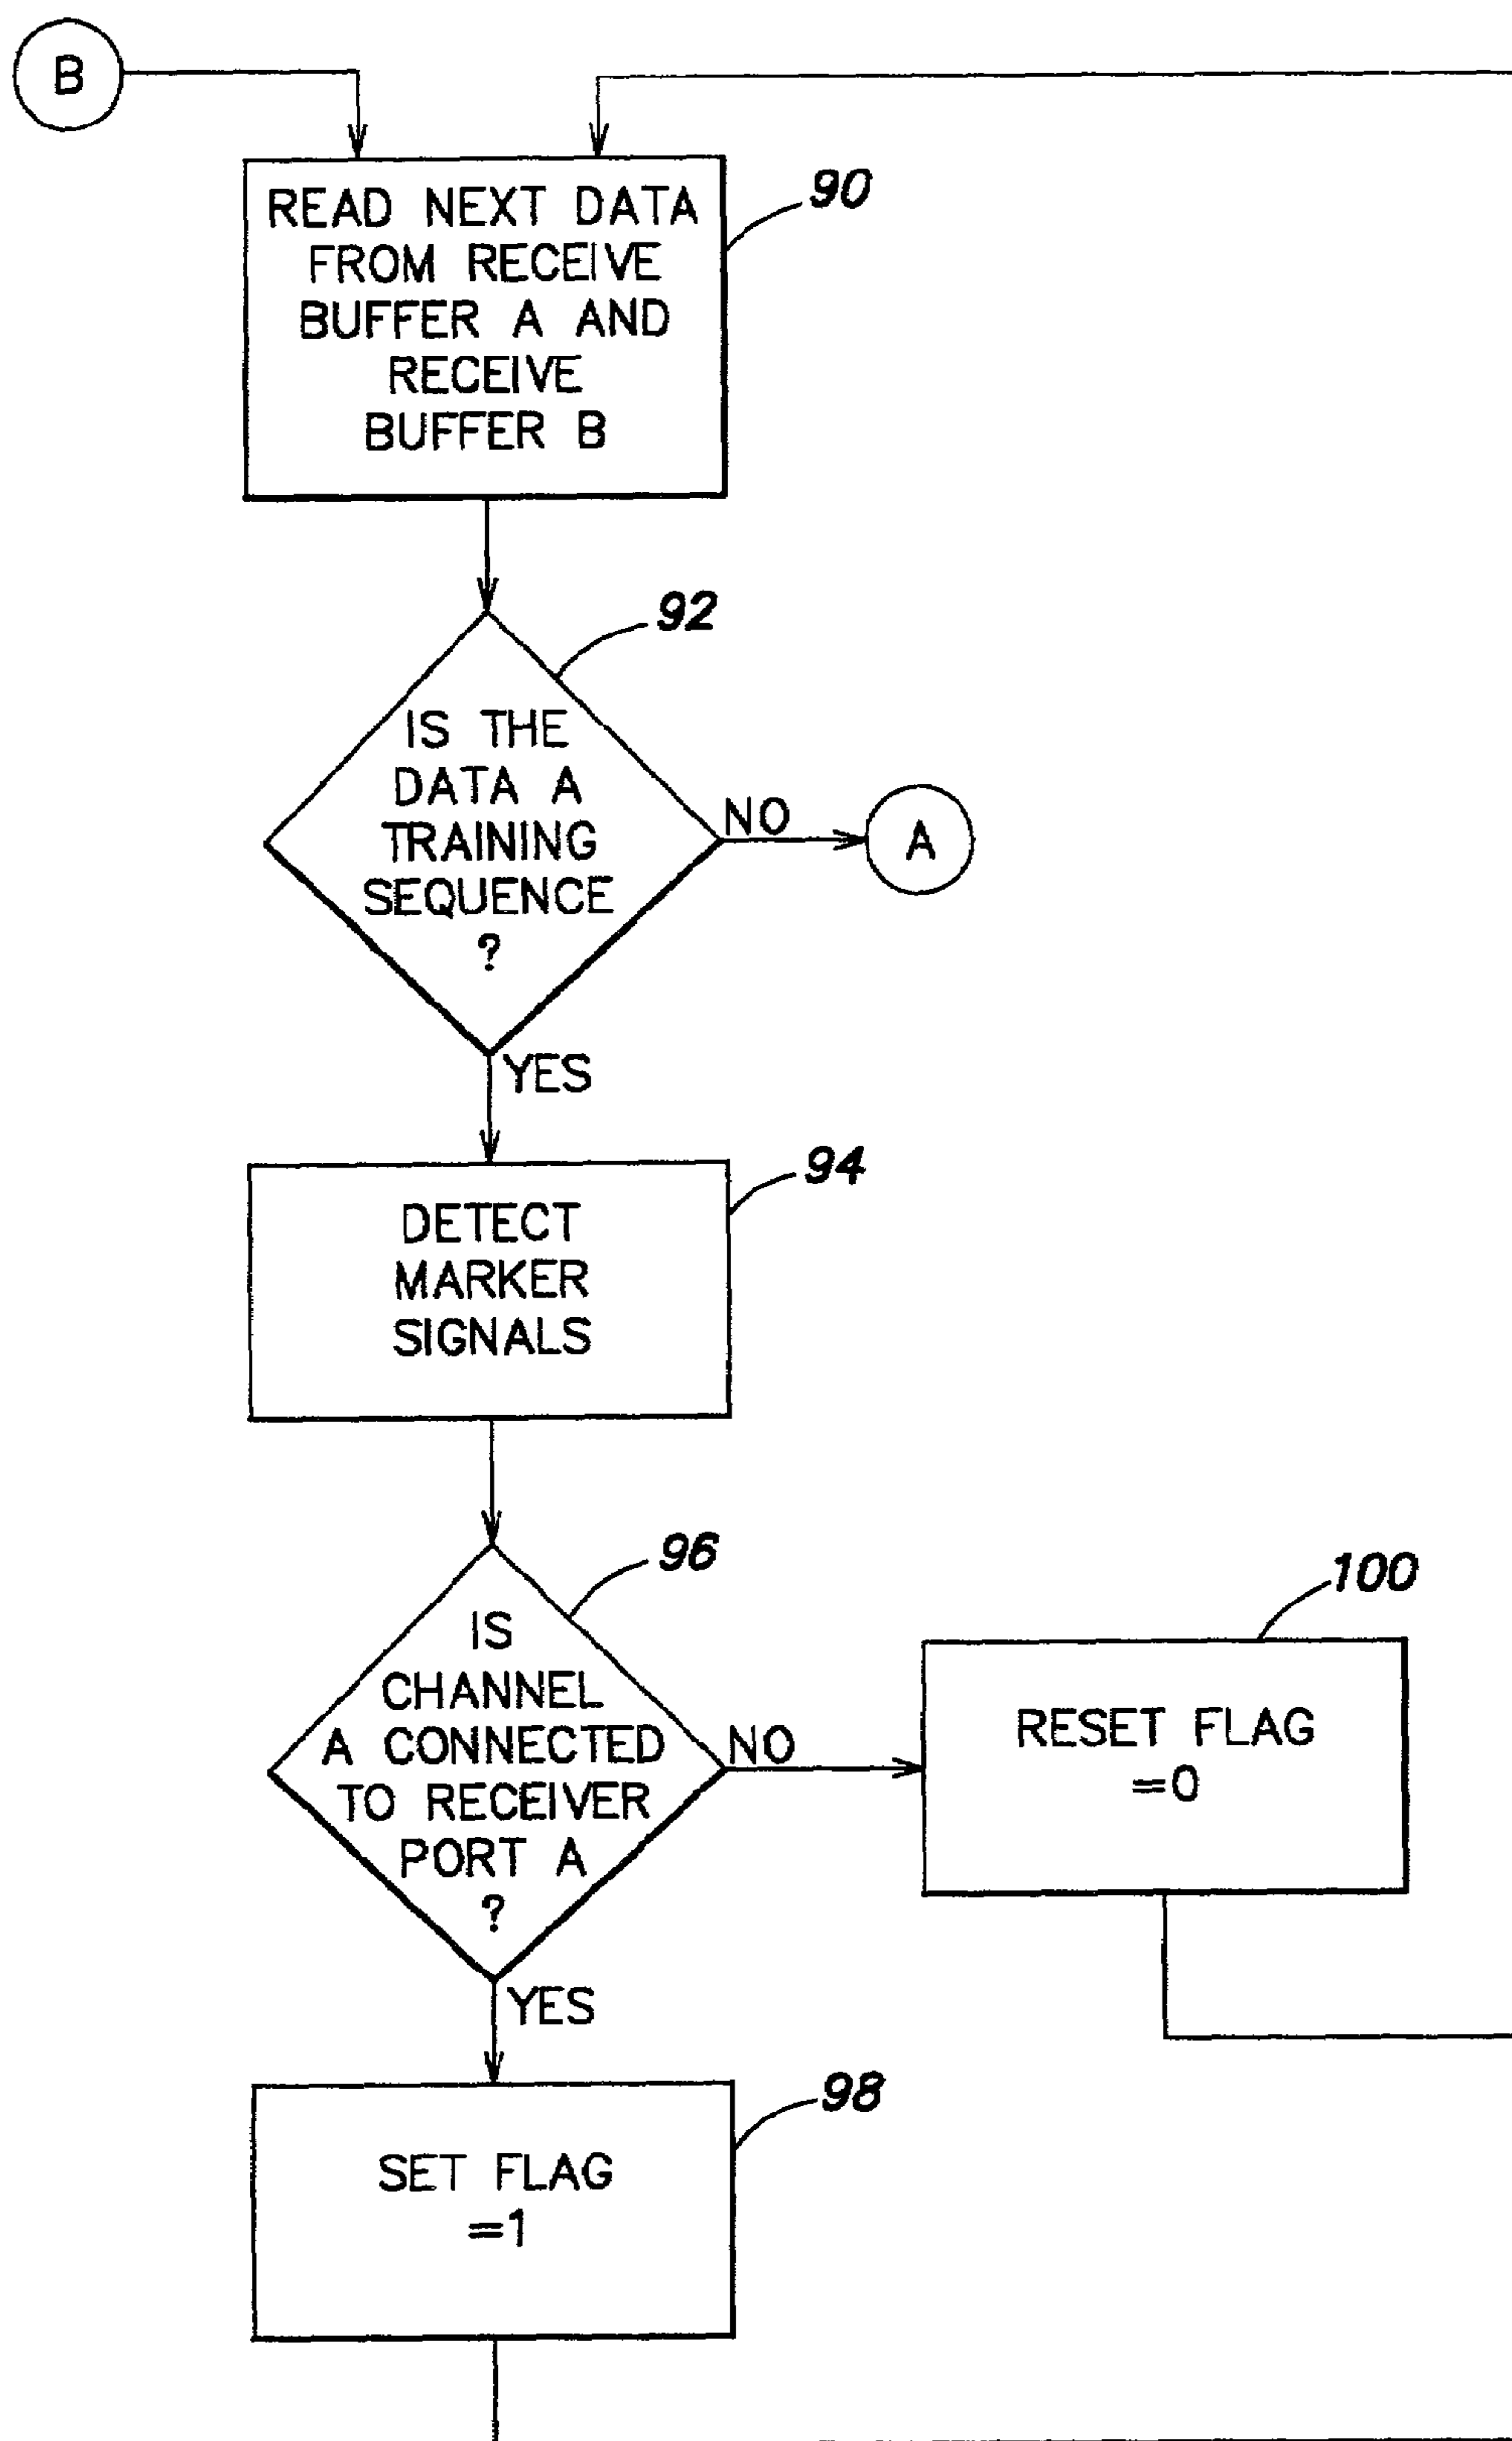 B
READ NEXT DATA
FROM RECEIVE
BUFFER A AND
RECEIVE
BUFFER B
90
92
IS THE
DATA A
TRAINING
SEQUENCE
?
NO
A
YES
94
DETECT
MARKER
SIGNALS
96
IS
CHANNEL
A CONNECTED
TO RECEIVER
PORT A
?
NO
100
RESET FLAG
=0
YES
98
SET FLAG
=1